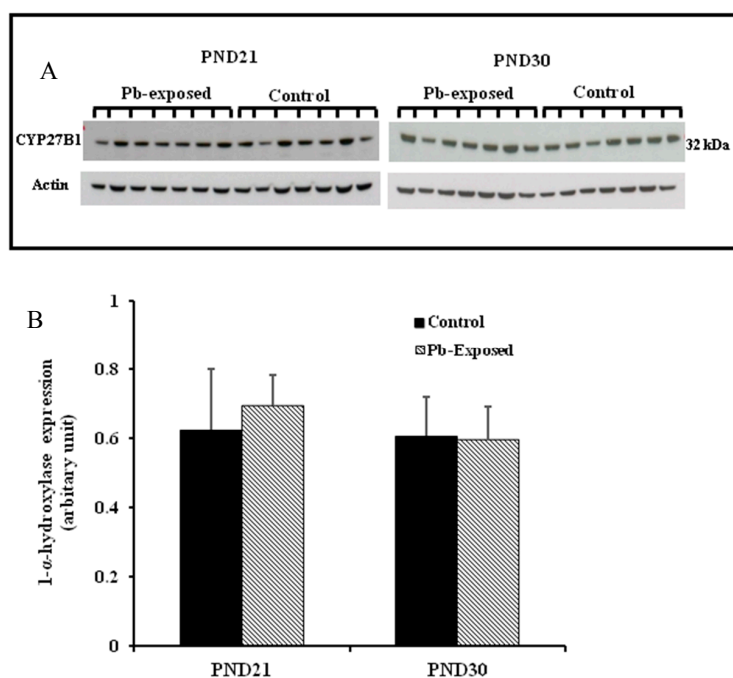 A
PND21
PND30
Pb-exposed
Control
Pb-exposed
Control
CYP27B1
32 kDa
Actin
B
1
0.8
0.6
0.4
0.2
0
1-α-hydroxylase expression
(arbitary unit)
Control
Pb-Exposed
PND21
PND30